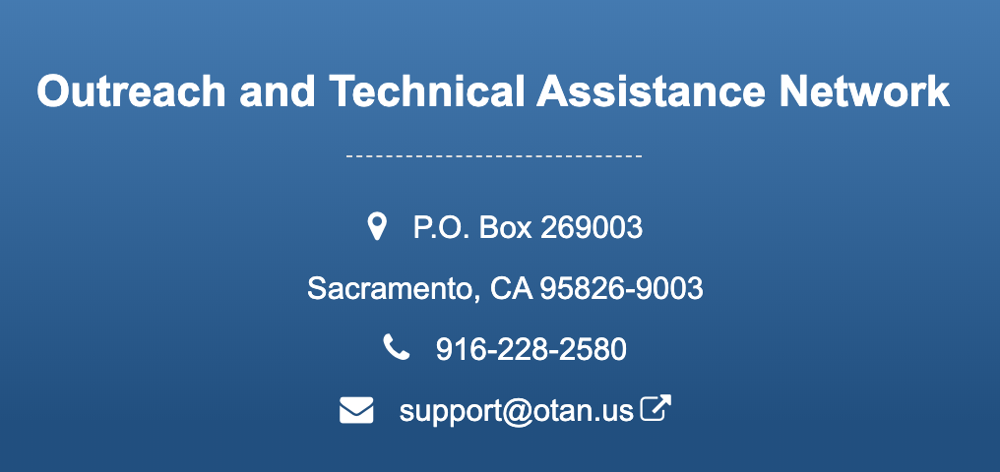 Outreach and Technical Assistance Network
P.O. Box 269003
Sacramento, CA 95826-9003
916-228-2580
support@otan.us